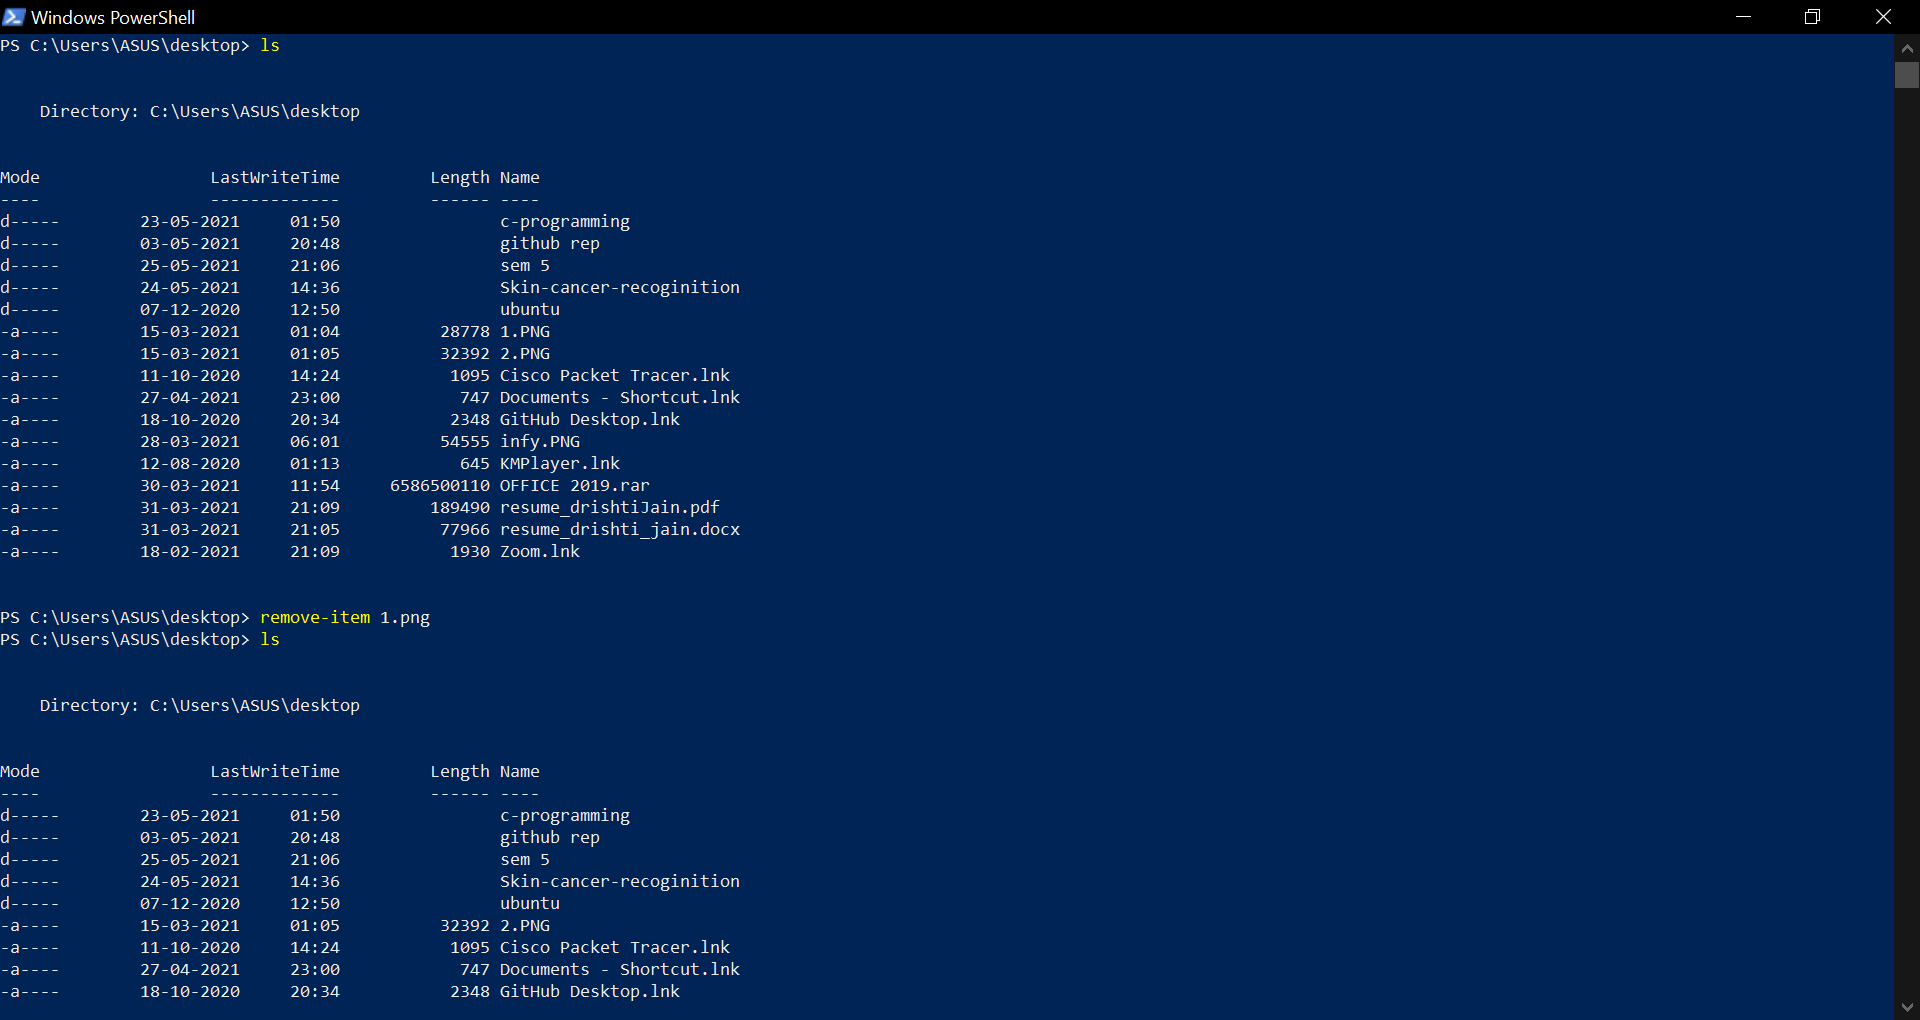 Windows PowerShell
PS C:\Users\ASUS\desktop> ls
Directory: C:\Users\ASUS\desktop
Mode LastWriteTime Length Name
---- ------------- ------ ----
d----- 23-05-2021 01:50 c-programming
d----- 03-05-2021 20:48 github rep
d----- 25-05-2021 21:06 sem 5
d----- 24-05-2021 14:36 Skin-cancer-recoginition
d----- 07-12-2020 12:50 ubuntu
-a---- 15-03-2021 01:04 28778 1.PNG
-a---- 15-03-2021 01:05 32392 2.PNG
-a---- 11-10-2020 14:24 1095 Cisco Packet Tracer.lnk
-a---- 27-04-2021 23:00 747 Documents - Shortcut.lnk
-a---- 18-10-2020 20:34 2348 GitHub Desktop.lnk
-a---- 28-03-2021 06:01 54555 infy.PNG
-a---- 12-08-2020 01:13 645 KMPlayer.lnk
-a---- 30-03-2021 11:54 6586500110 OFFICE 2019.rar
-a---- 31-03-2021 21:09 189490 resume_drishtiJain.pdf
-a---- 31-03-2021 21:05 77966 resume_drishti_jain.docx
-a---- 18-02-2021 21:09 1930 Zoom.lnk
PS C:\Users\ASUS\desktop> remove-item 1.png
PS C:\Users\ASUS\desktop> ls
Directory: C:\Users\ASUS\desktop
Mode LastWriteTime Length Name
---- ------------- ------ ----
d----- 23-05-2021 01:50 c-programming
d----- 03-05-2021 20:48 github rep
d----- 25-05-2021 21:06 sem 5
d----- 24-05-2021 14:36 Skin-cancer-recoginition
d----- 07-12-2020 12:50 ubuntu
-a---- 15-03-2021 01:05 32392 2.PNG
-a---- 11-10-2020 14:24 1095 Cisco Packet Tracer.lnk
-a---- 27-04-2021 23:00 747 Documents - Shortcut.lnk
-a---- 18-10-2020 20:34 2348 GitHub Desktop.lnk